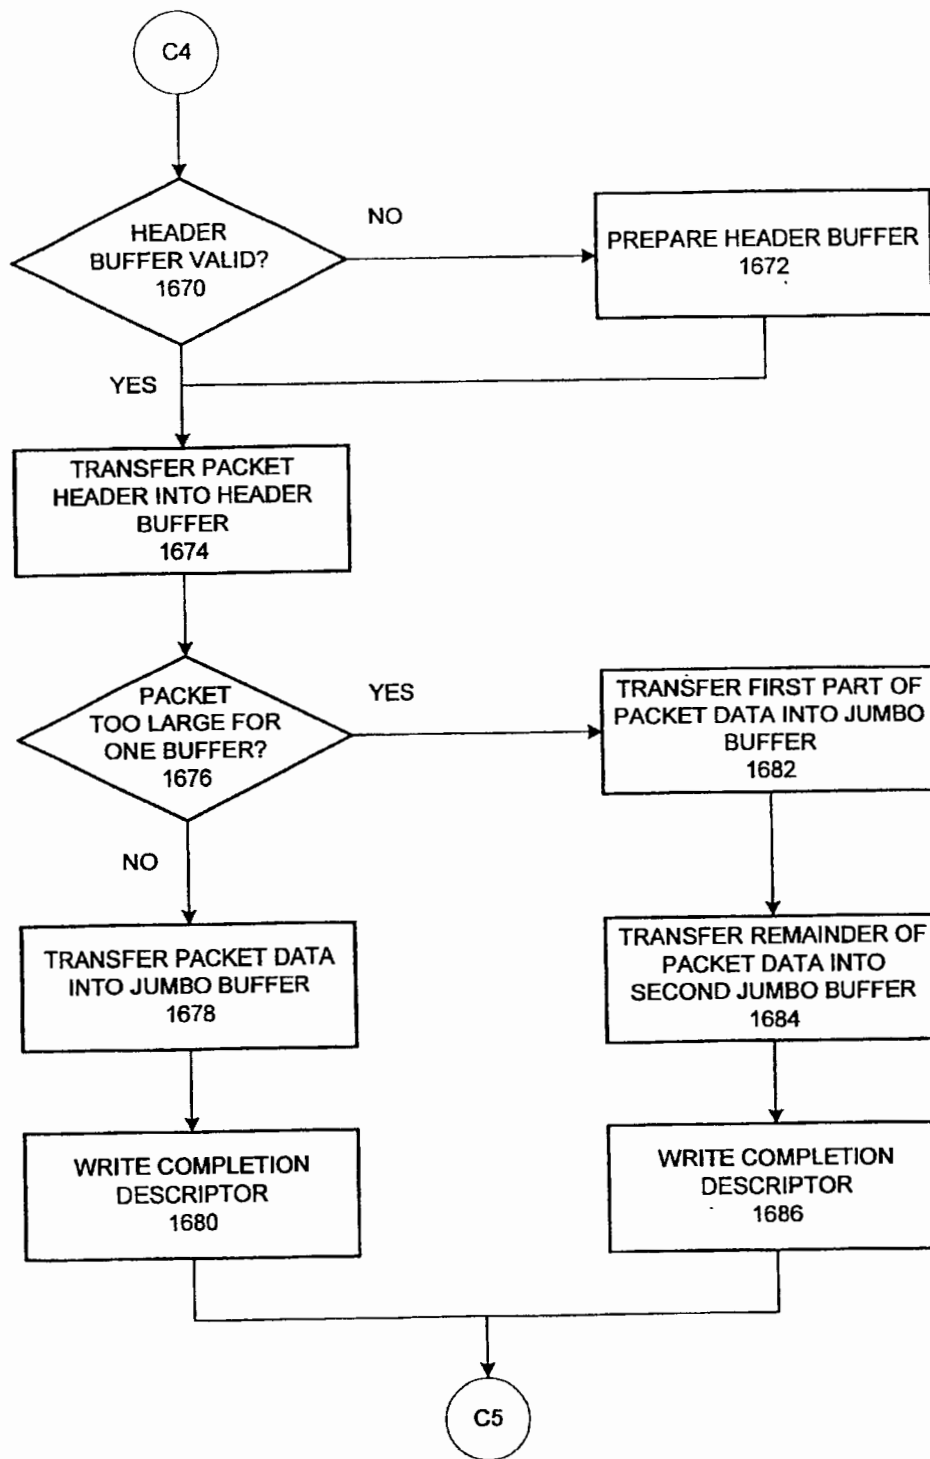 C4
HEADER
BUFFER VALID?
1670
NO
PREPARE HEADER BUFFER
1672
YES
TRANSFER PACKET
HEADER INTO HEADER
BUFFER
1674
PACKET
TOO LARGE FOR
ONE BUFFER?
1676
YES
TRANSFER FIRST PART OF
PACKET DATA INTO JUMBO
BUFFER
1682
NO
TRANSFER PACKET DATA
INTO JUMBO BUFFER
1678
TRANSFER REMAINDER OF
PACKET DATA INTO
SECOND JUMBO BUFFER
1684
WRITE COMPLETION
DESCRIPTOR
1680
WRITE COMPLETION
DESCRIPTOR
1686
C5